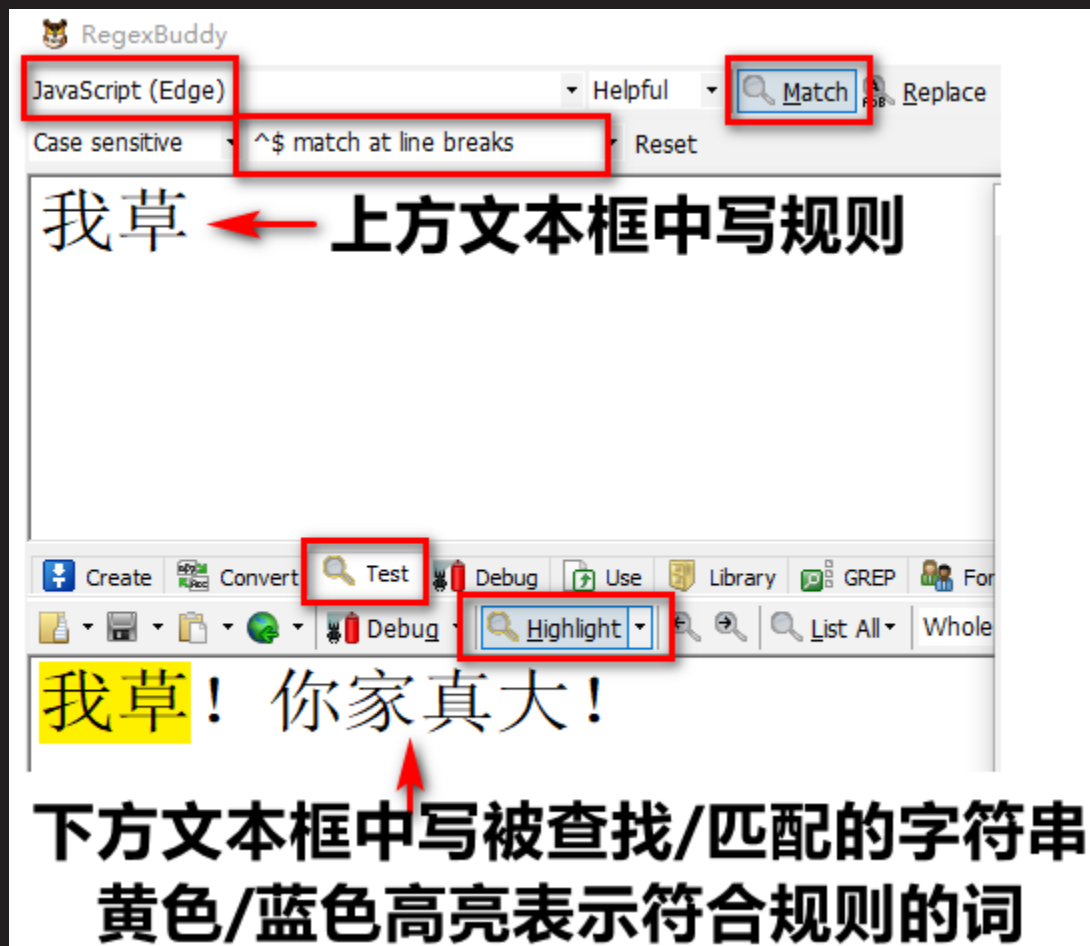 RegexBuddy
JavaScript (Edge) Helpful Match Replace
Case sensitive ^$ match at line breaks Reset
我草 上方文本框中写规则
Create Convert Test Debug Use Library GREP For
Debug Highlight List All Whole
我草！你家真大！
下方文本框中写被查找/匹配的字符串
黄色/蓝色高亮表示符合规则的词